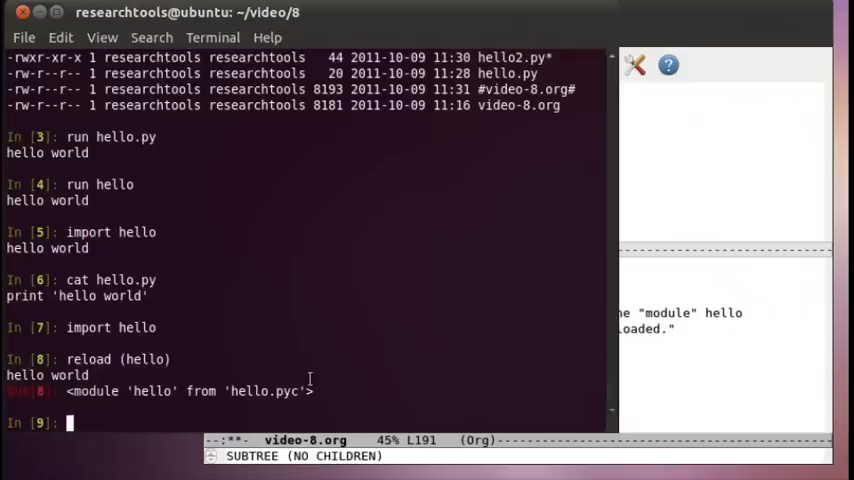 researchtools@ubuntu: ~/video/8
File Edit View Search Terminal Help
-rwxr-xr-x 1 researchtools researchtools 44 2011-10-09 11:30 hello2.py*
-rw-r--r-- 1 researchtools researchtools 20 2011-10-09 11:28 hello.py
-rw-r--r-- 1 researchtools researchtools 8193 2011-10-09 11:31 #video-8.org#
-rw-r--r-- 1 researchtools researchtools 8181 2011-10-09 11:16 video-8.org
In [3]: run hello.py
hello world
In [4]: run hello
hello world
In [5]: import hello
hello world
In [6]: cat hello.py
print 'hello world'
In [7]: import hello
In [8]: reload (hello)
hello world
Out[8]: <module 'hello' from 'hello.pyc'>
In [9]:
ne "module" hello
loaded."
--:**- video-8.org 45% L191 (Org)
SUBTREE (NO CHILDREN)